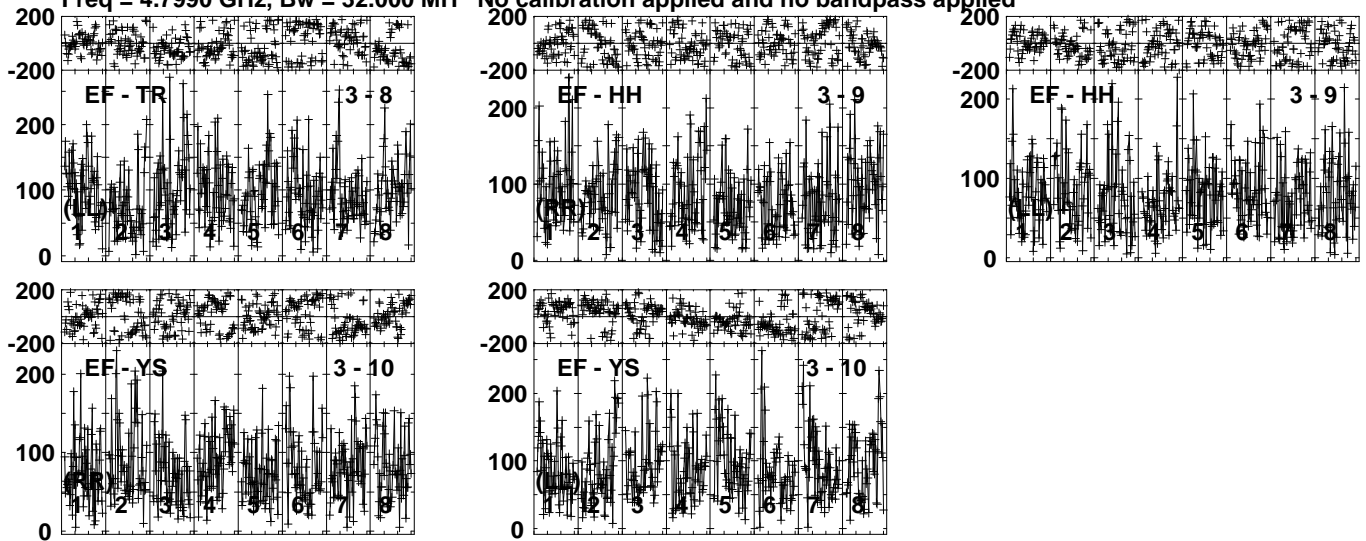 Freq = 4.7990 GHz, Bw = 32.000 MH No calibration applied and no bandpass applied
200
-200
EF - TR 3 - 8
200
100
0
(LL)
1 2 3 4 5 6 7 8
200
-200
EF - HH 3 - 9
200
100
0
(RR)
1 2 3 4 5 6 7 8
200
-200
EF - HH 3 - 9
200
100
0
(LL)
1 2 3 4 5 6 7 8
200
-200
EF - YS 3 - 10
200
100
0
(RR)
1 2 3 4 5 6 7 8
200
-200
EF - YS 3 - 10
200
100
0
(LL)
1 2 3 4 5 6 7 8